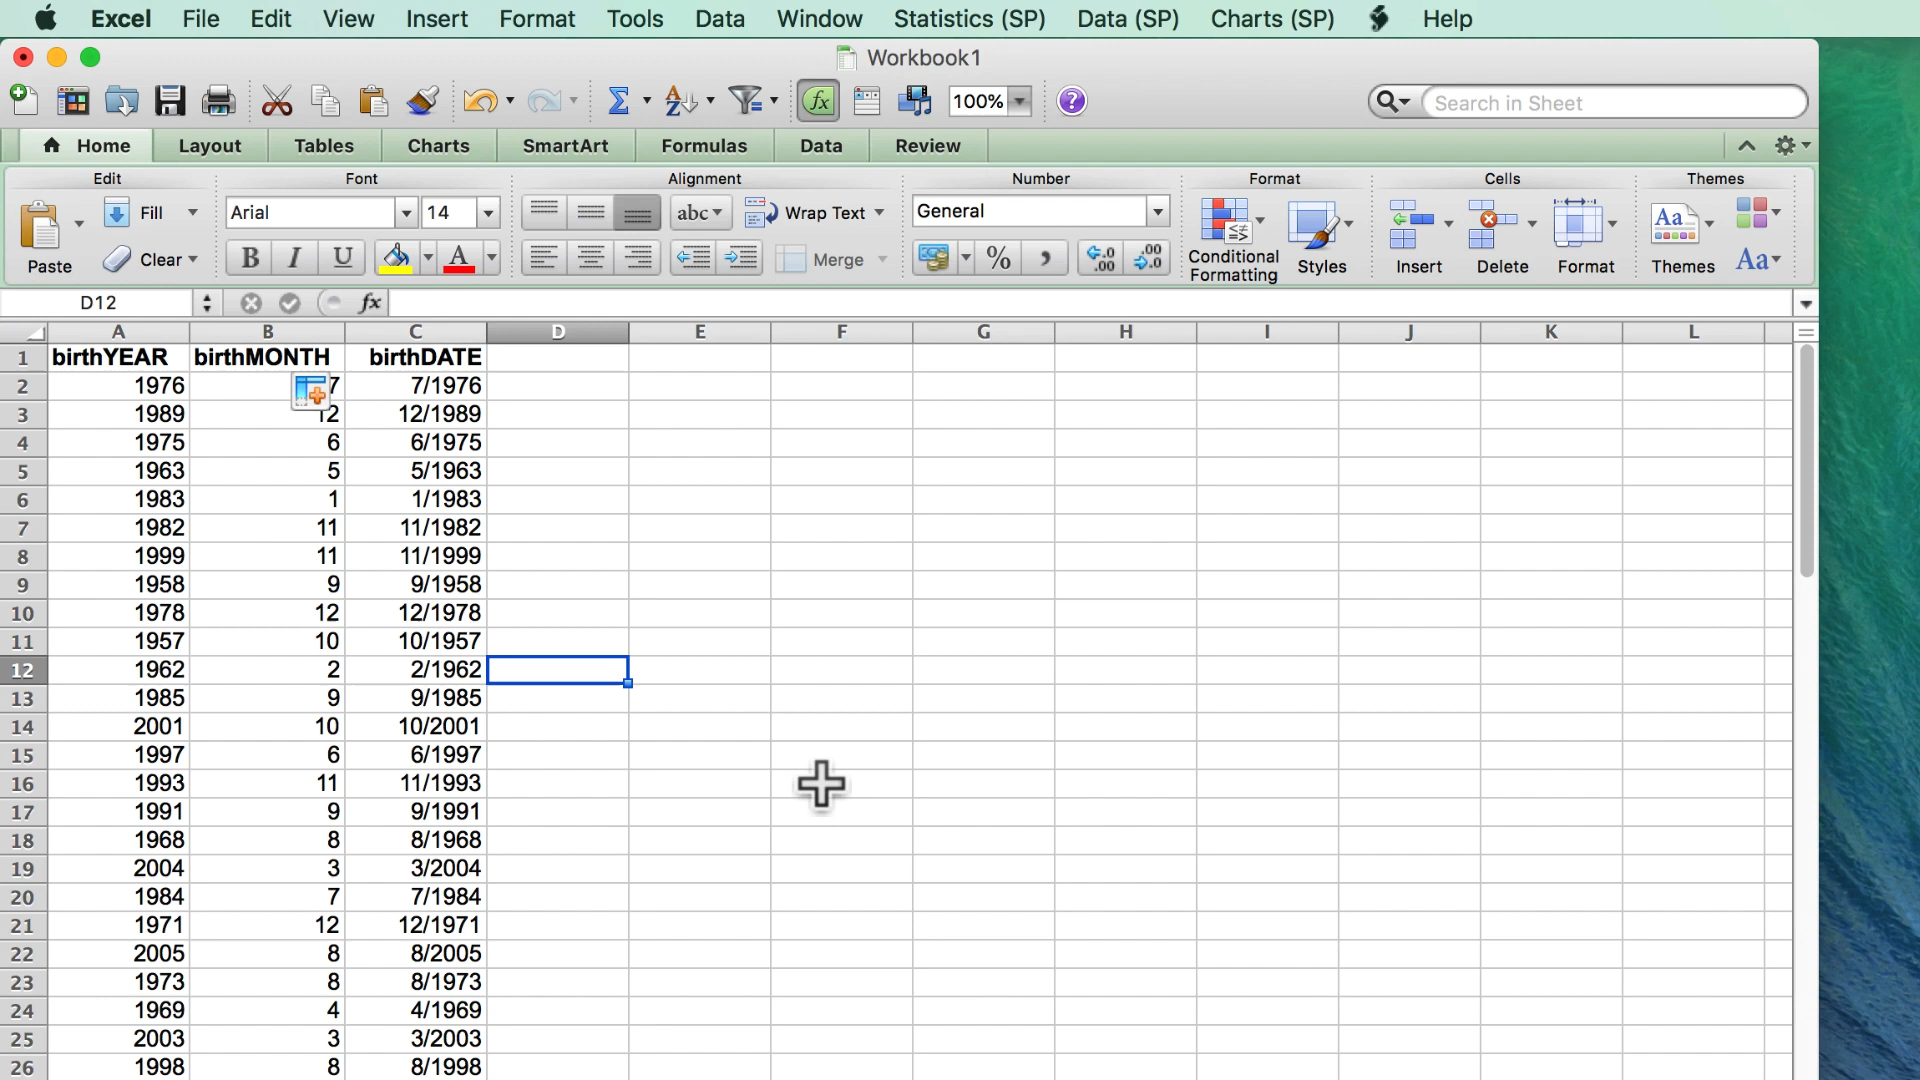 Excel File Edit View Insert Format Tools Data Window Statistics (SP) Data (SP) Charts (SP) Help
Workbook1
100% Search in Sheet
Home Layout Tables Charts SmartArt Formulas Data Review
Edit Font Alignment Number Format Cells Themes
Fill Arial 14 abc Wrap Text General
Paste Clear B I U A Merge % , .0 .00 .00 .0 Conditional Formatting Styles Insert Delete Format Aa Themes Aa
D12 fx
A B C D E F G H I J K L
1 birthYEAR birthMONTH birthDATE
2 1976 7 7/1976
3 1989 12 12/1989
4 1975 6 6/1975
5 1963 5 5/1963
6 1983 1 1/1983
7 1982 11 11/1982
8 1999 11 11/1999
9 1958 9 9/1958
10 1978 12 12/1978
11 1957 10 10/1957
12 1962 2 2/1962
13 1985 9 9/1985
14 2001 10 10/2001
15 1997 6 6/1997
16 1993 11 11/1993
17 1991 9 9/1991
18 1968 8 8/1968
19 2004 3 3/2004
20 1984 7 7/1984
21 1971 12 12/1971
22 2005 8 8/2005
23 1973 8 8/1973
24 1969 4 4/1969
25 2003 3 3/2003
26 1998 8 8/1998